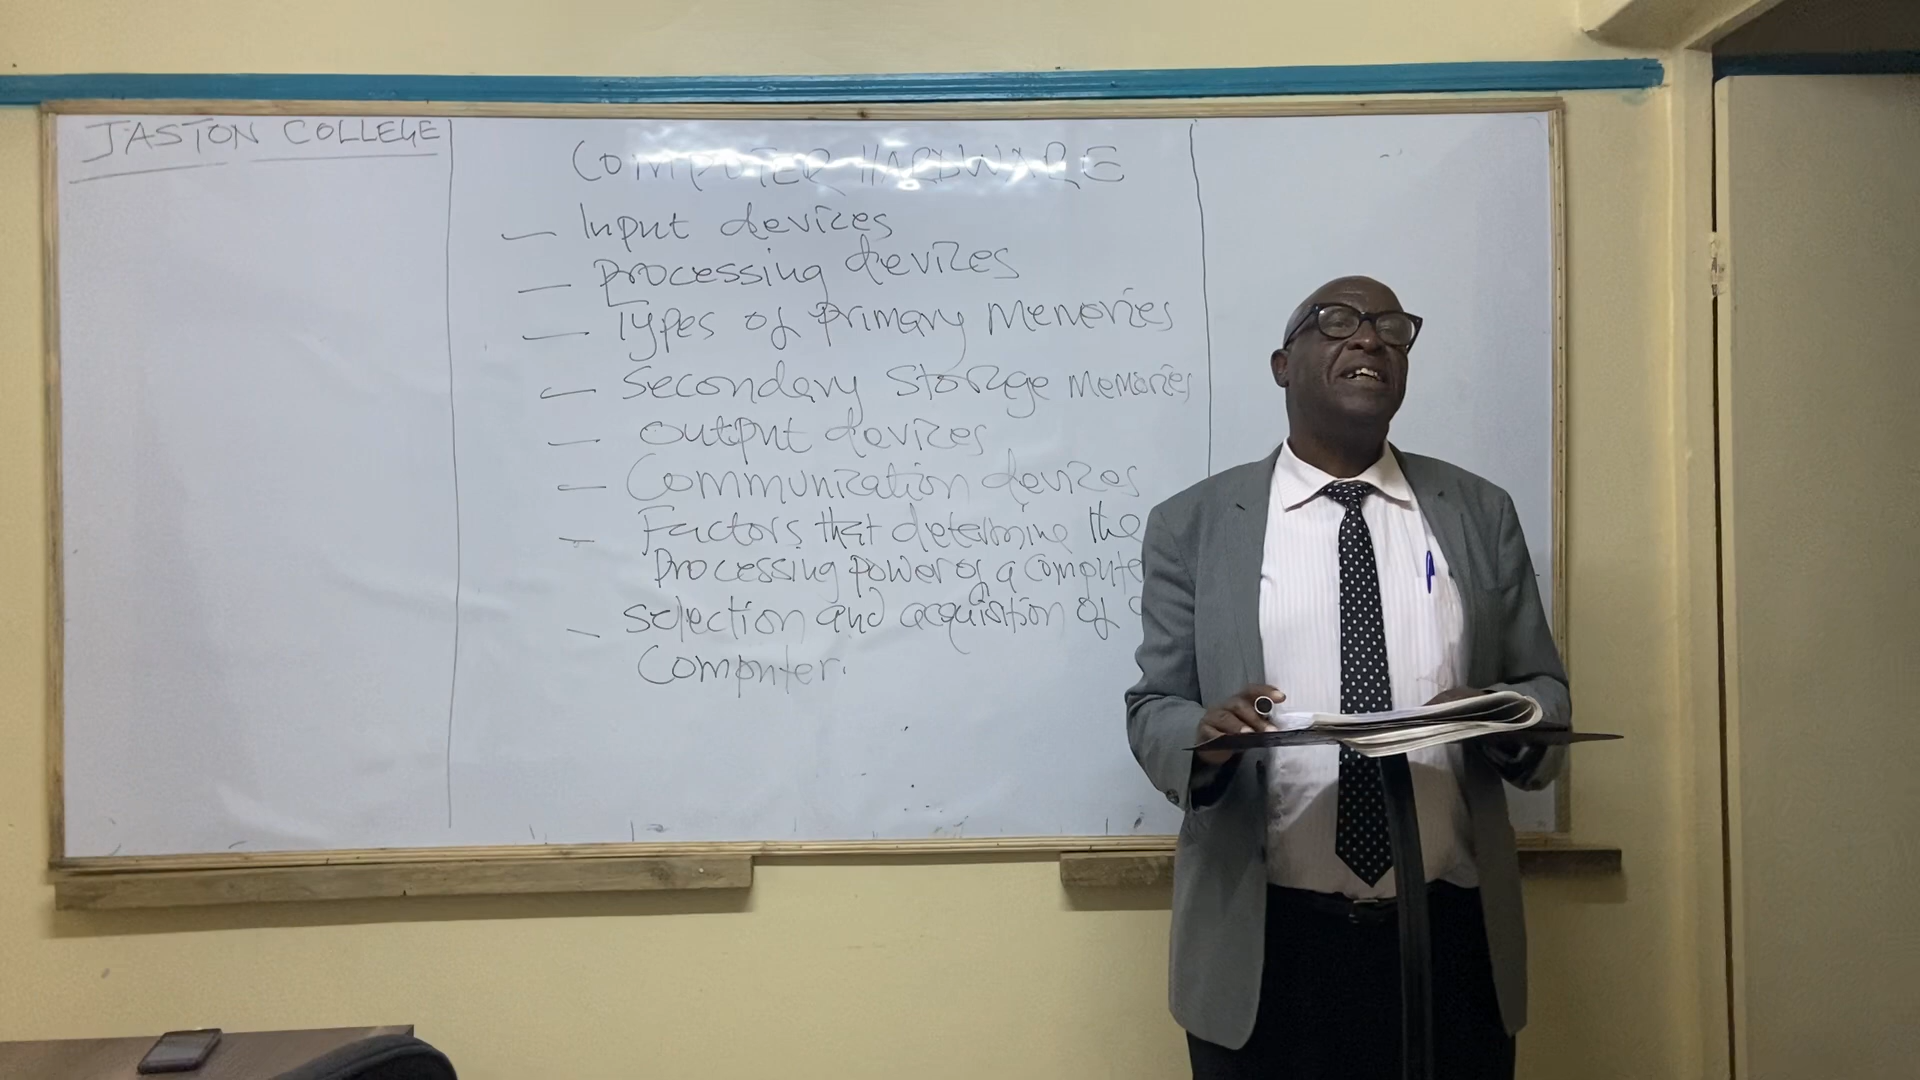 JASTON COLLEGE
COMPUTER HARDWARE
— Input devices
— Processing devices
— Types of primary Memories
— Secondary Storage Memories
— Output devices
— Communication devices
— Factors that determine the
Processing power of a compute
— Selection and acquisition of
Computer.